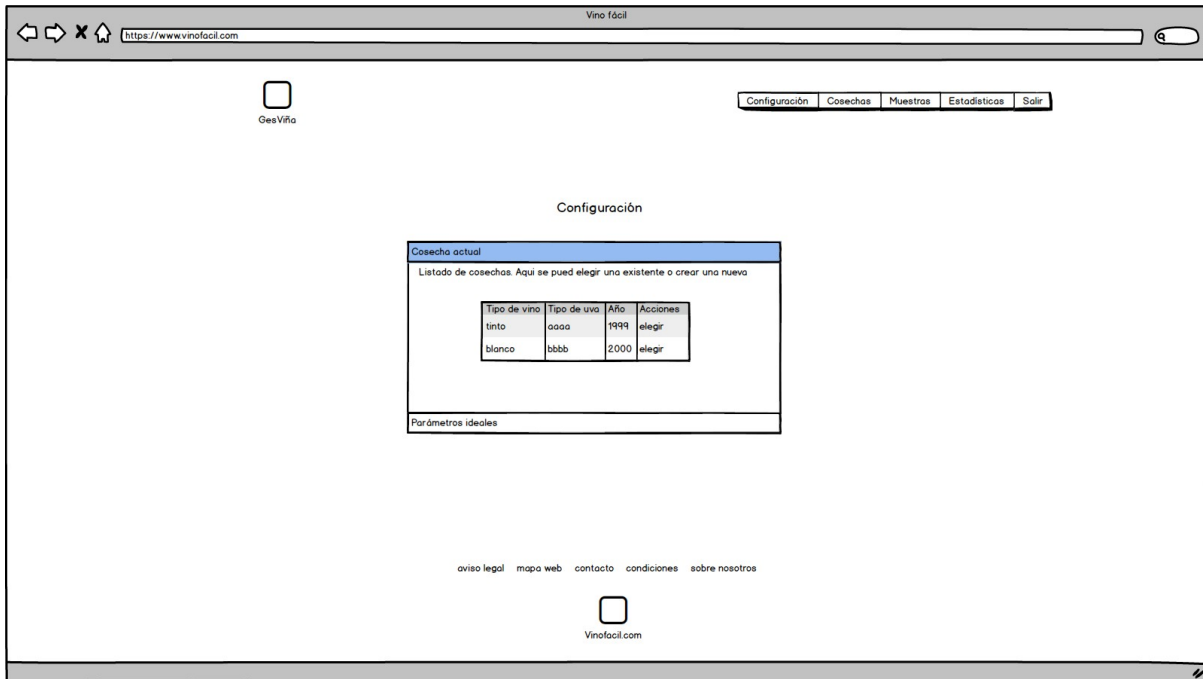 Vino fácil
https://www.vinofacil.com
GesViña
Configuración Cosechas Muestras Estadísticas Salir
Configuración
Cosecha actual
Listado de cosechas. Aqui se pued elegir una existente o crear una nueva
Tipo de vino Tipo de uva Año Acciones
tinto aaaa 1999 elegir
blanco bbbb 2000 elegir
Parámetros ideales
aviso legal mapa web contacto condiciones sobre nosotros
Vinofacil.com